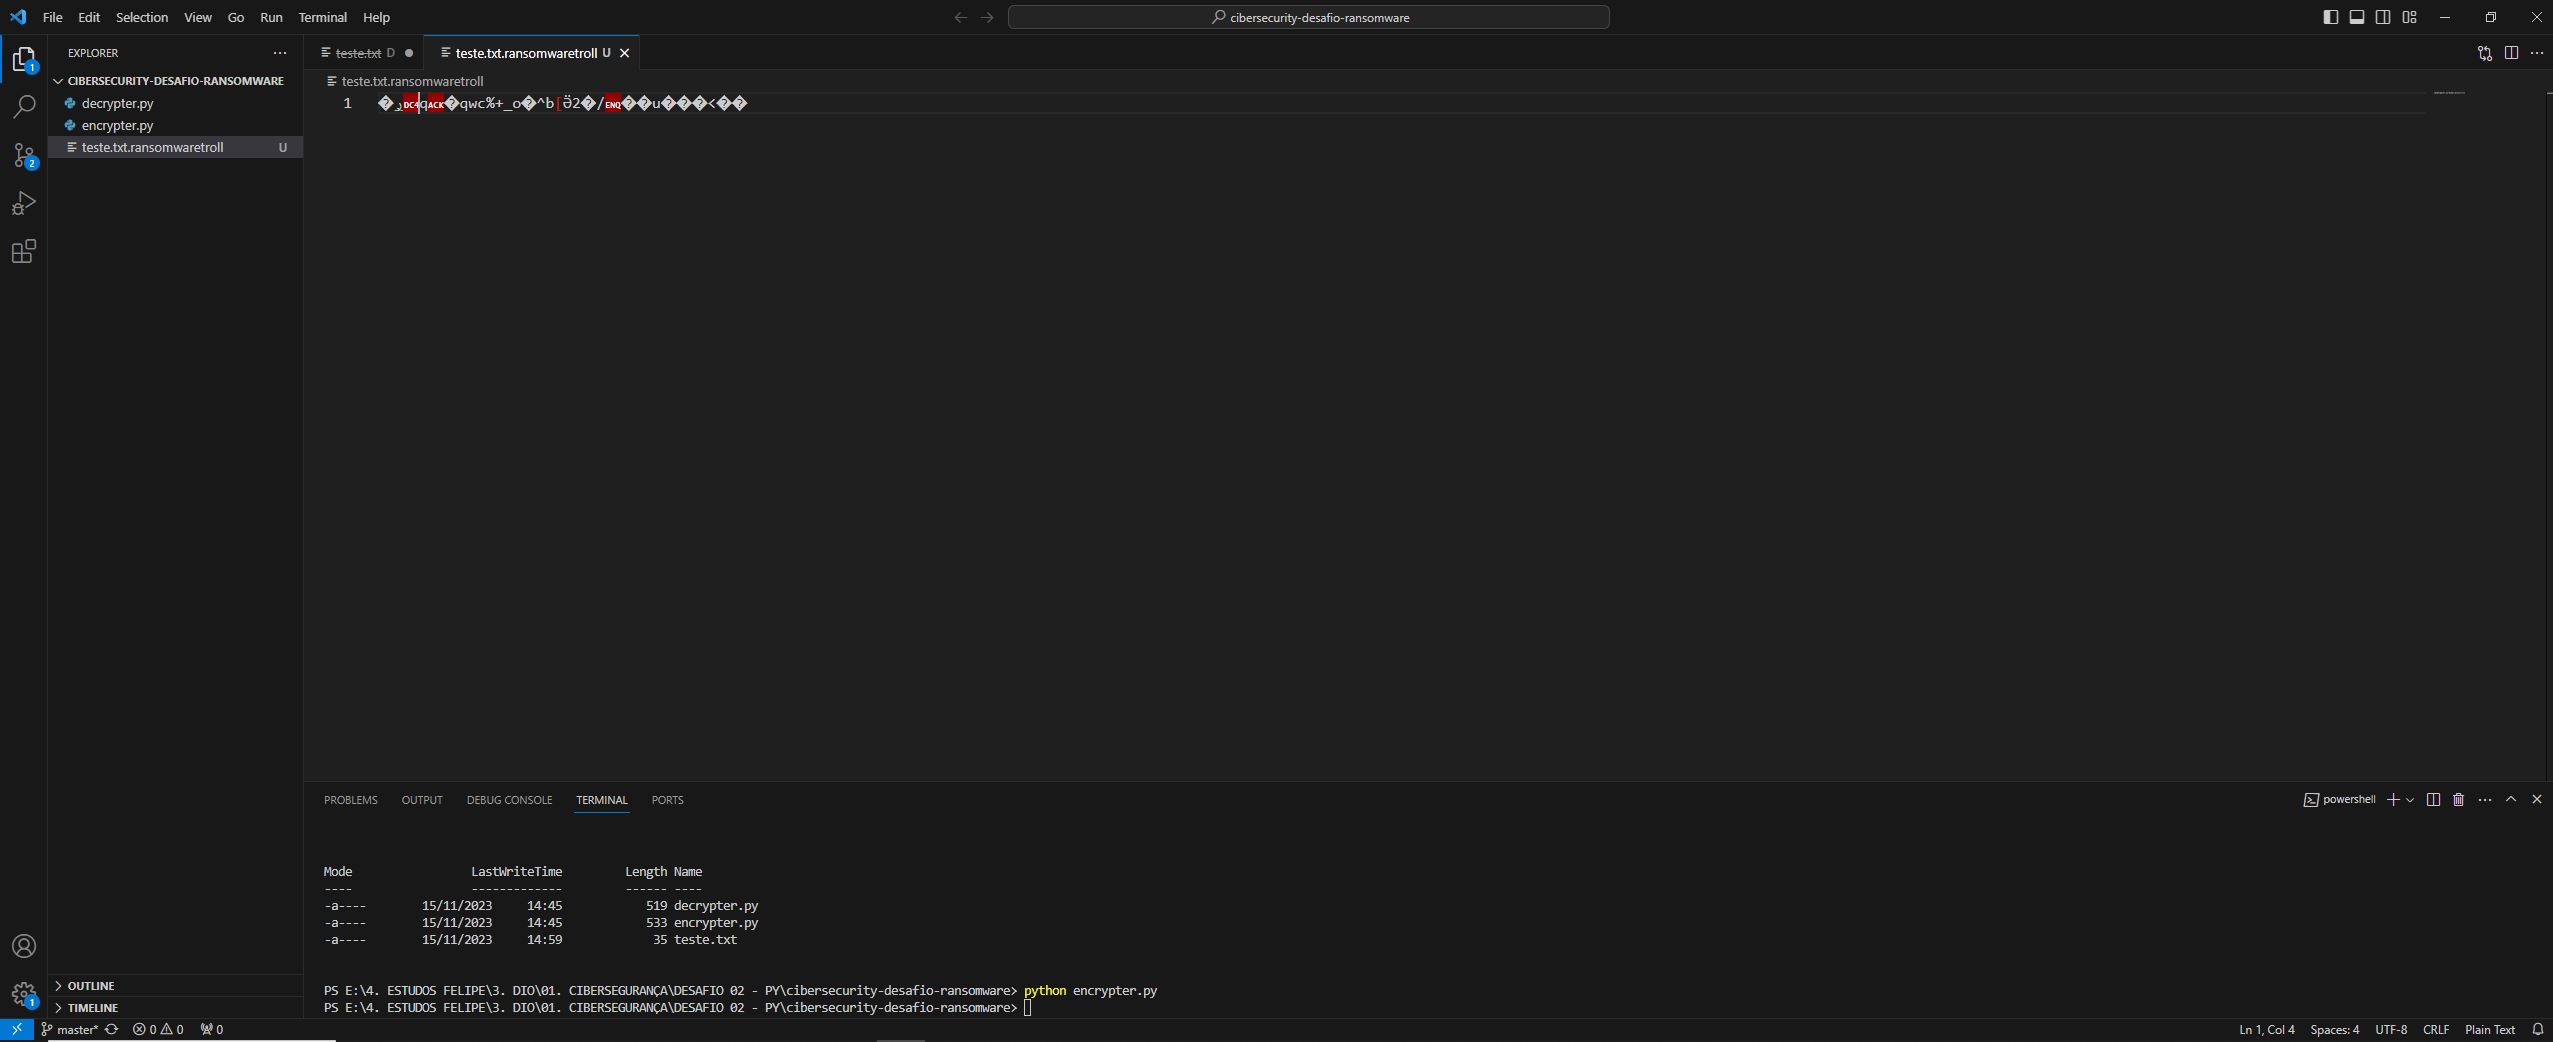 File Edit Selection View Go Run Terminal Help
cibersecurity-desafio-ransomware
EXPLORER
teste.txt D
teste.txt.ransomwaretroll U
CIBERSECURITY-DESAFIO-RANSOMWARE
teste.txt.ransomwaretroll
decrypter.py
encrypter.py
teste.txt.ransomwaretroll U
1
1
2
1
OUTLINE
TIMELINE
PROBLEMS OUTPUT DEBUG CONSOLE TERMINAL PORTS
powershell
Mode LastWriteTime Length Name
---- ------------- ------ ----
-a---- 15/11/2023 14:45 519 decrypter.py
-a---- 15/11/2023 14:45 533 encrypter.py
-a---- 15/11/2023 14:59 35 teste.txt
PS E:\4. ESTUDOS FELIPE\3. DIO\01. CIBERSEGURANÇA\DESAFIO 02 - PY\cibersecurity-desafio-ransomware> python encrypter.py
PS E:\4. ESTUDOS FELIPE\3. DIO\01. CIBERSEGURANÇA\DESAFIO 02 - PY\cibersecurity-desafio-ransomware>
master* 0 0 0
Ln 1, Col 4 Spaces: 4 UTF-8 CRLF Plain Text